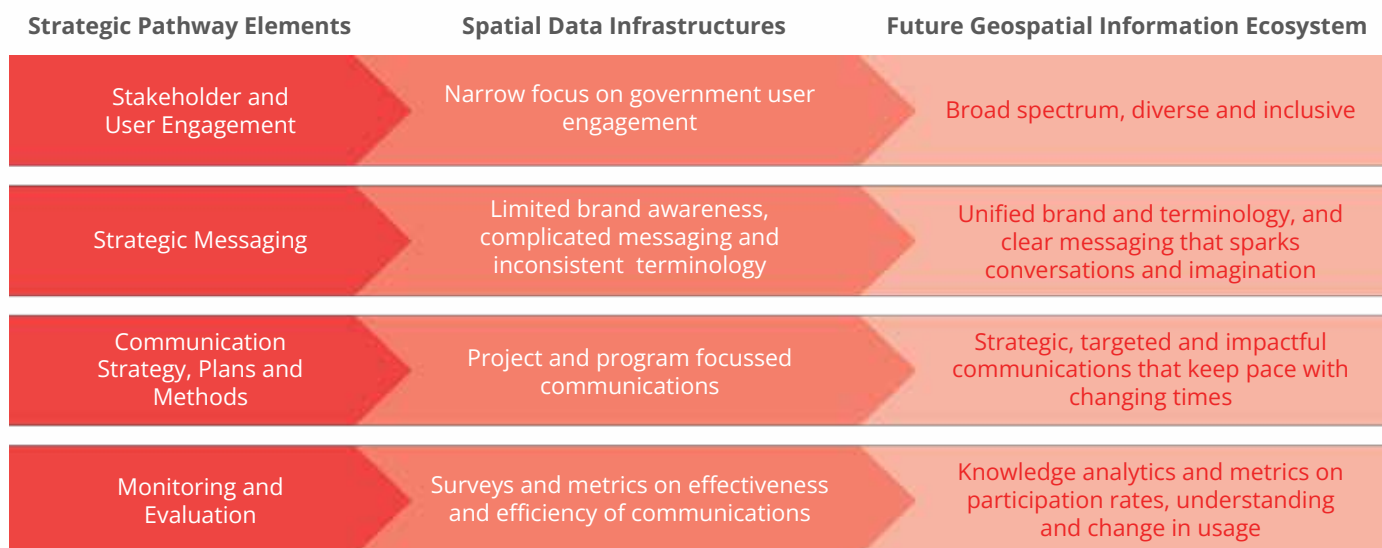 Strategic Pathway Elements
Spatial Data Infrastructures
Future Geospatial Information Ecosystem
Stakeholder and
User Engagement
Narrow focus on government user
engagement
Broad spectrum, diverse and inclusive
Strategic Messaging
Limited brand awareness,
complicated messaging and
inconsistent terminology
Unified brand and terminology, and
clear messaging that sparks
conversations and imagination
Communication
Strategy, Plans and
Methods
Project and program focussed
communications
Strategic, targeted and impactful
communications that keep pace with
changing times
Monitoring and
Evaluation
Surveys and metrics on effectiveness
and efficiency of communications
Knowledge analytics and metrics on
participation rates, understanding
and change in usage